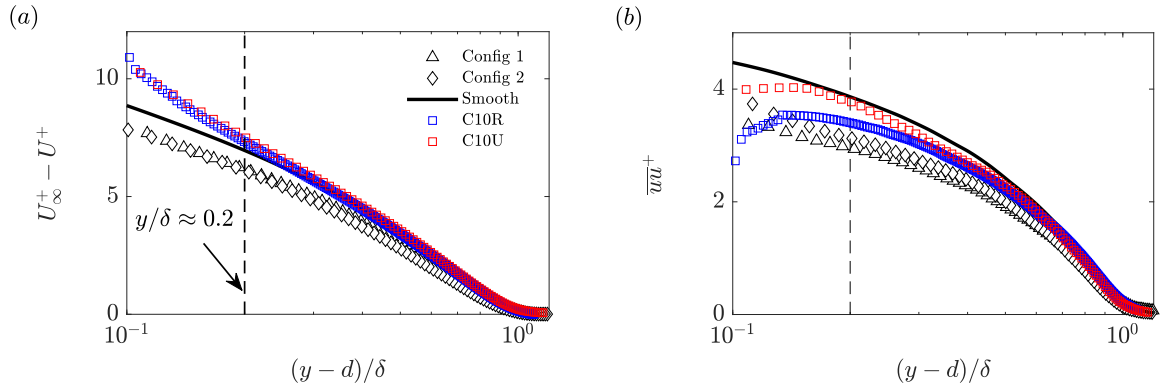 (a)
10
5
0
U⁺∞ − U⁺
Config 1
Config 2
Smooth
C10R
C10U
y/δ ≈ 0.2
10⁻¹
10⁰
(y − d)/δ
(b)
4
2
0
u̅u̅⁺
10⁻¹
10⁰
(y − d)/δ